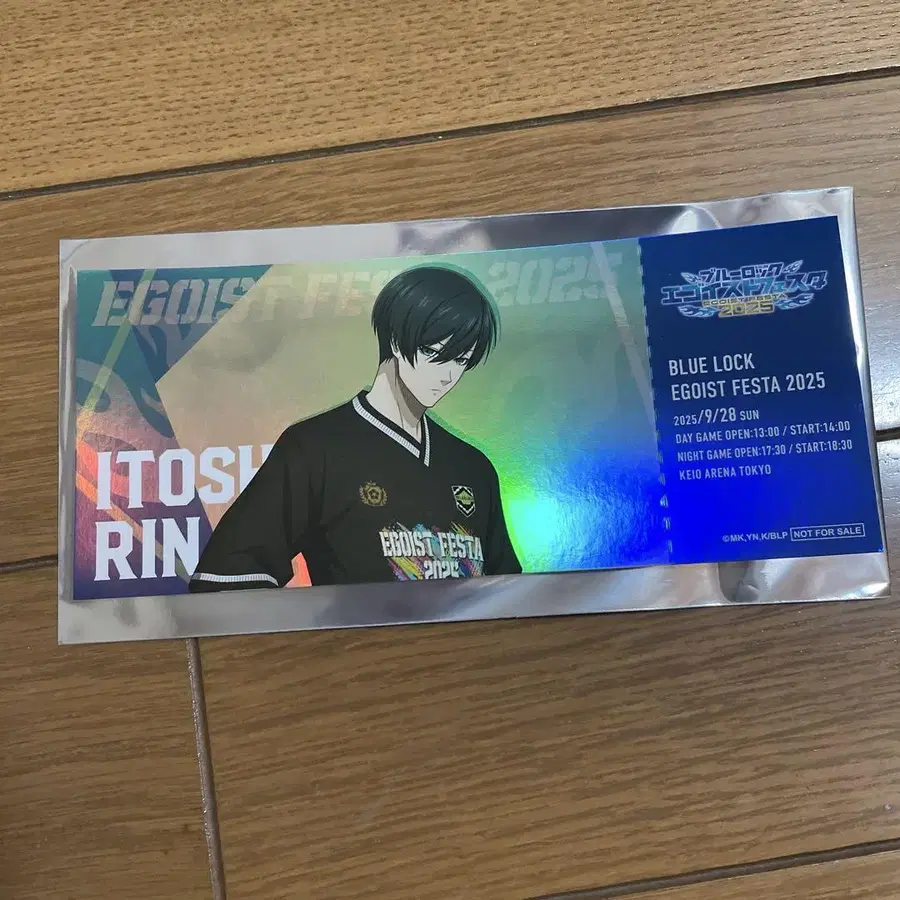 EGOIST FESTA 2025
ITOSHI
RIN
EGOIST FESTA
2025
ブルーロック
エゴイストフェスタ
EGOIST FESTA
2025
BLUE LOCK
EGOIST FESTA 2025
2025/9/28 SUN
DAY GAME OPEN:13:00 / START:14:00
NIGHT GAME OPEN:17:30 / START:18:30
KEIO ARENA TOKYO
©MK,YN,K/BLP NOT FOR SALE